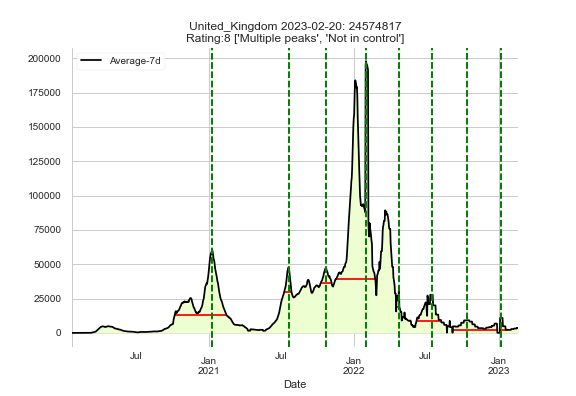 United_Kingdom 2023-02-20: 24574817
Rating:8 ['Multiple peaks', 'Not in control']
Average-7d
200000
175000
150000
125000
100000
75000
50000
25000
0
Jul
Jan
2021
Jul
Jan
2022
Jul
Jan
2023
Date